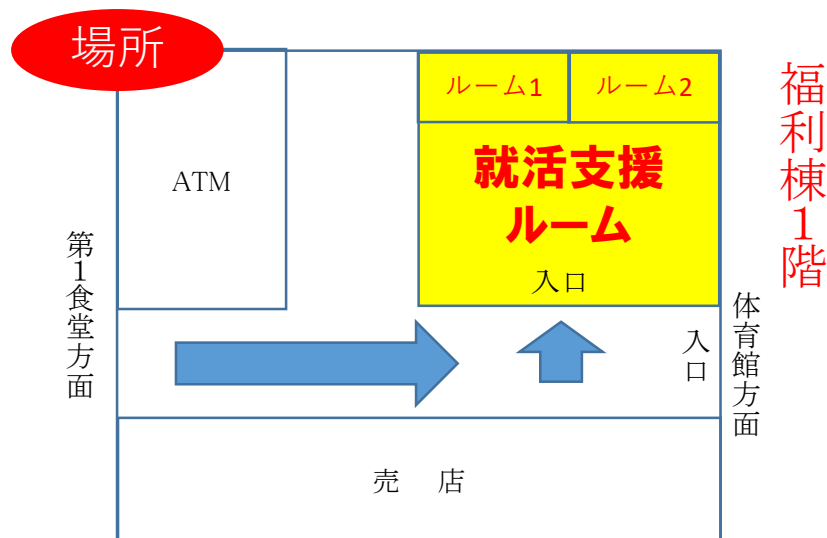 場所
ルーム1
ルーム2
福利棟1階
ATM
就活支援
ルーム
入口
第1食堂方面
入口
体育館方面
売　店